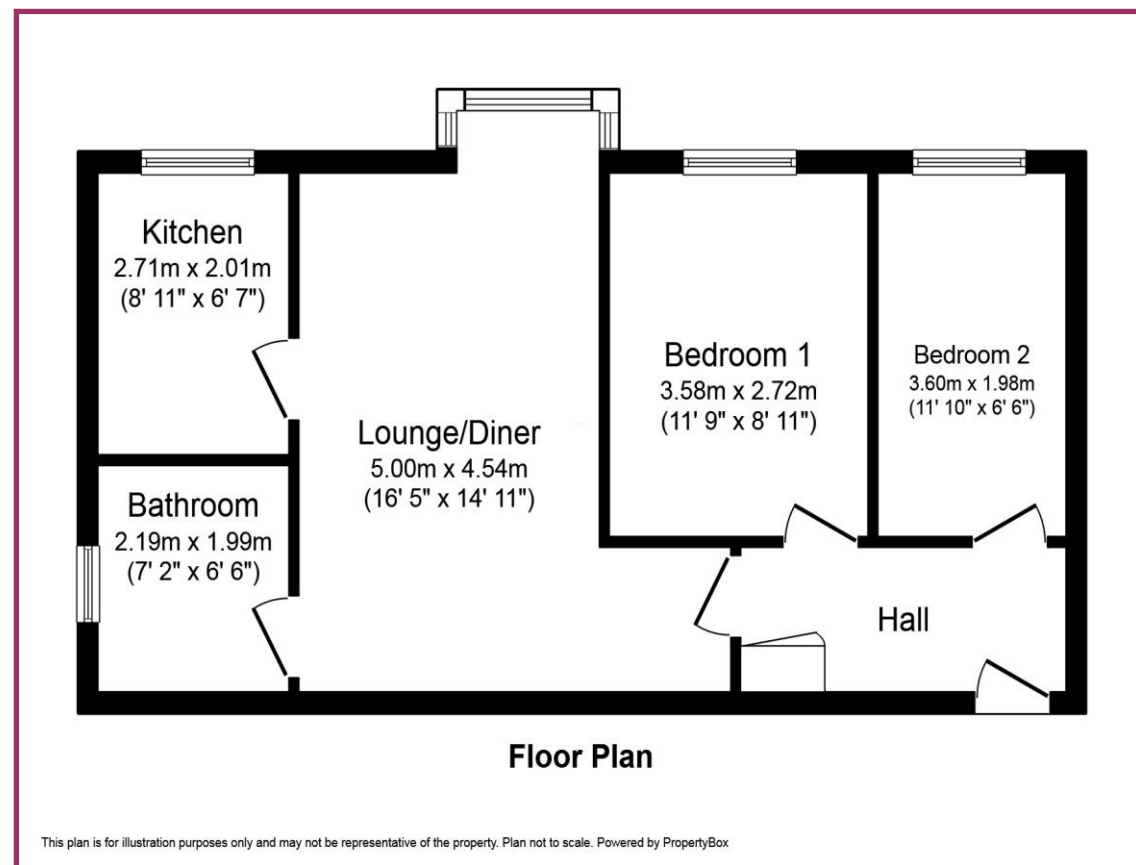 Kitchen
2.71m x 2.01m
(8' 11" x 6' 7")
Bathroom
2.19m x 1.99m
(7' 2" x 6' 6")
Lounge/Diner
5.00m x 4.54m
(16' 5" x 14' 11")
Bedroom 1
3.58m x 2.72m
(11' 9" x 8' 11")
Bedroom 2
3.60m x 1.98m
(11' 10" x 6' 6")
Hall
Floor Plan
This plan is for illustration purposes only and may not be representative of the property. Plan not to scale. Powered by PropertyBox